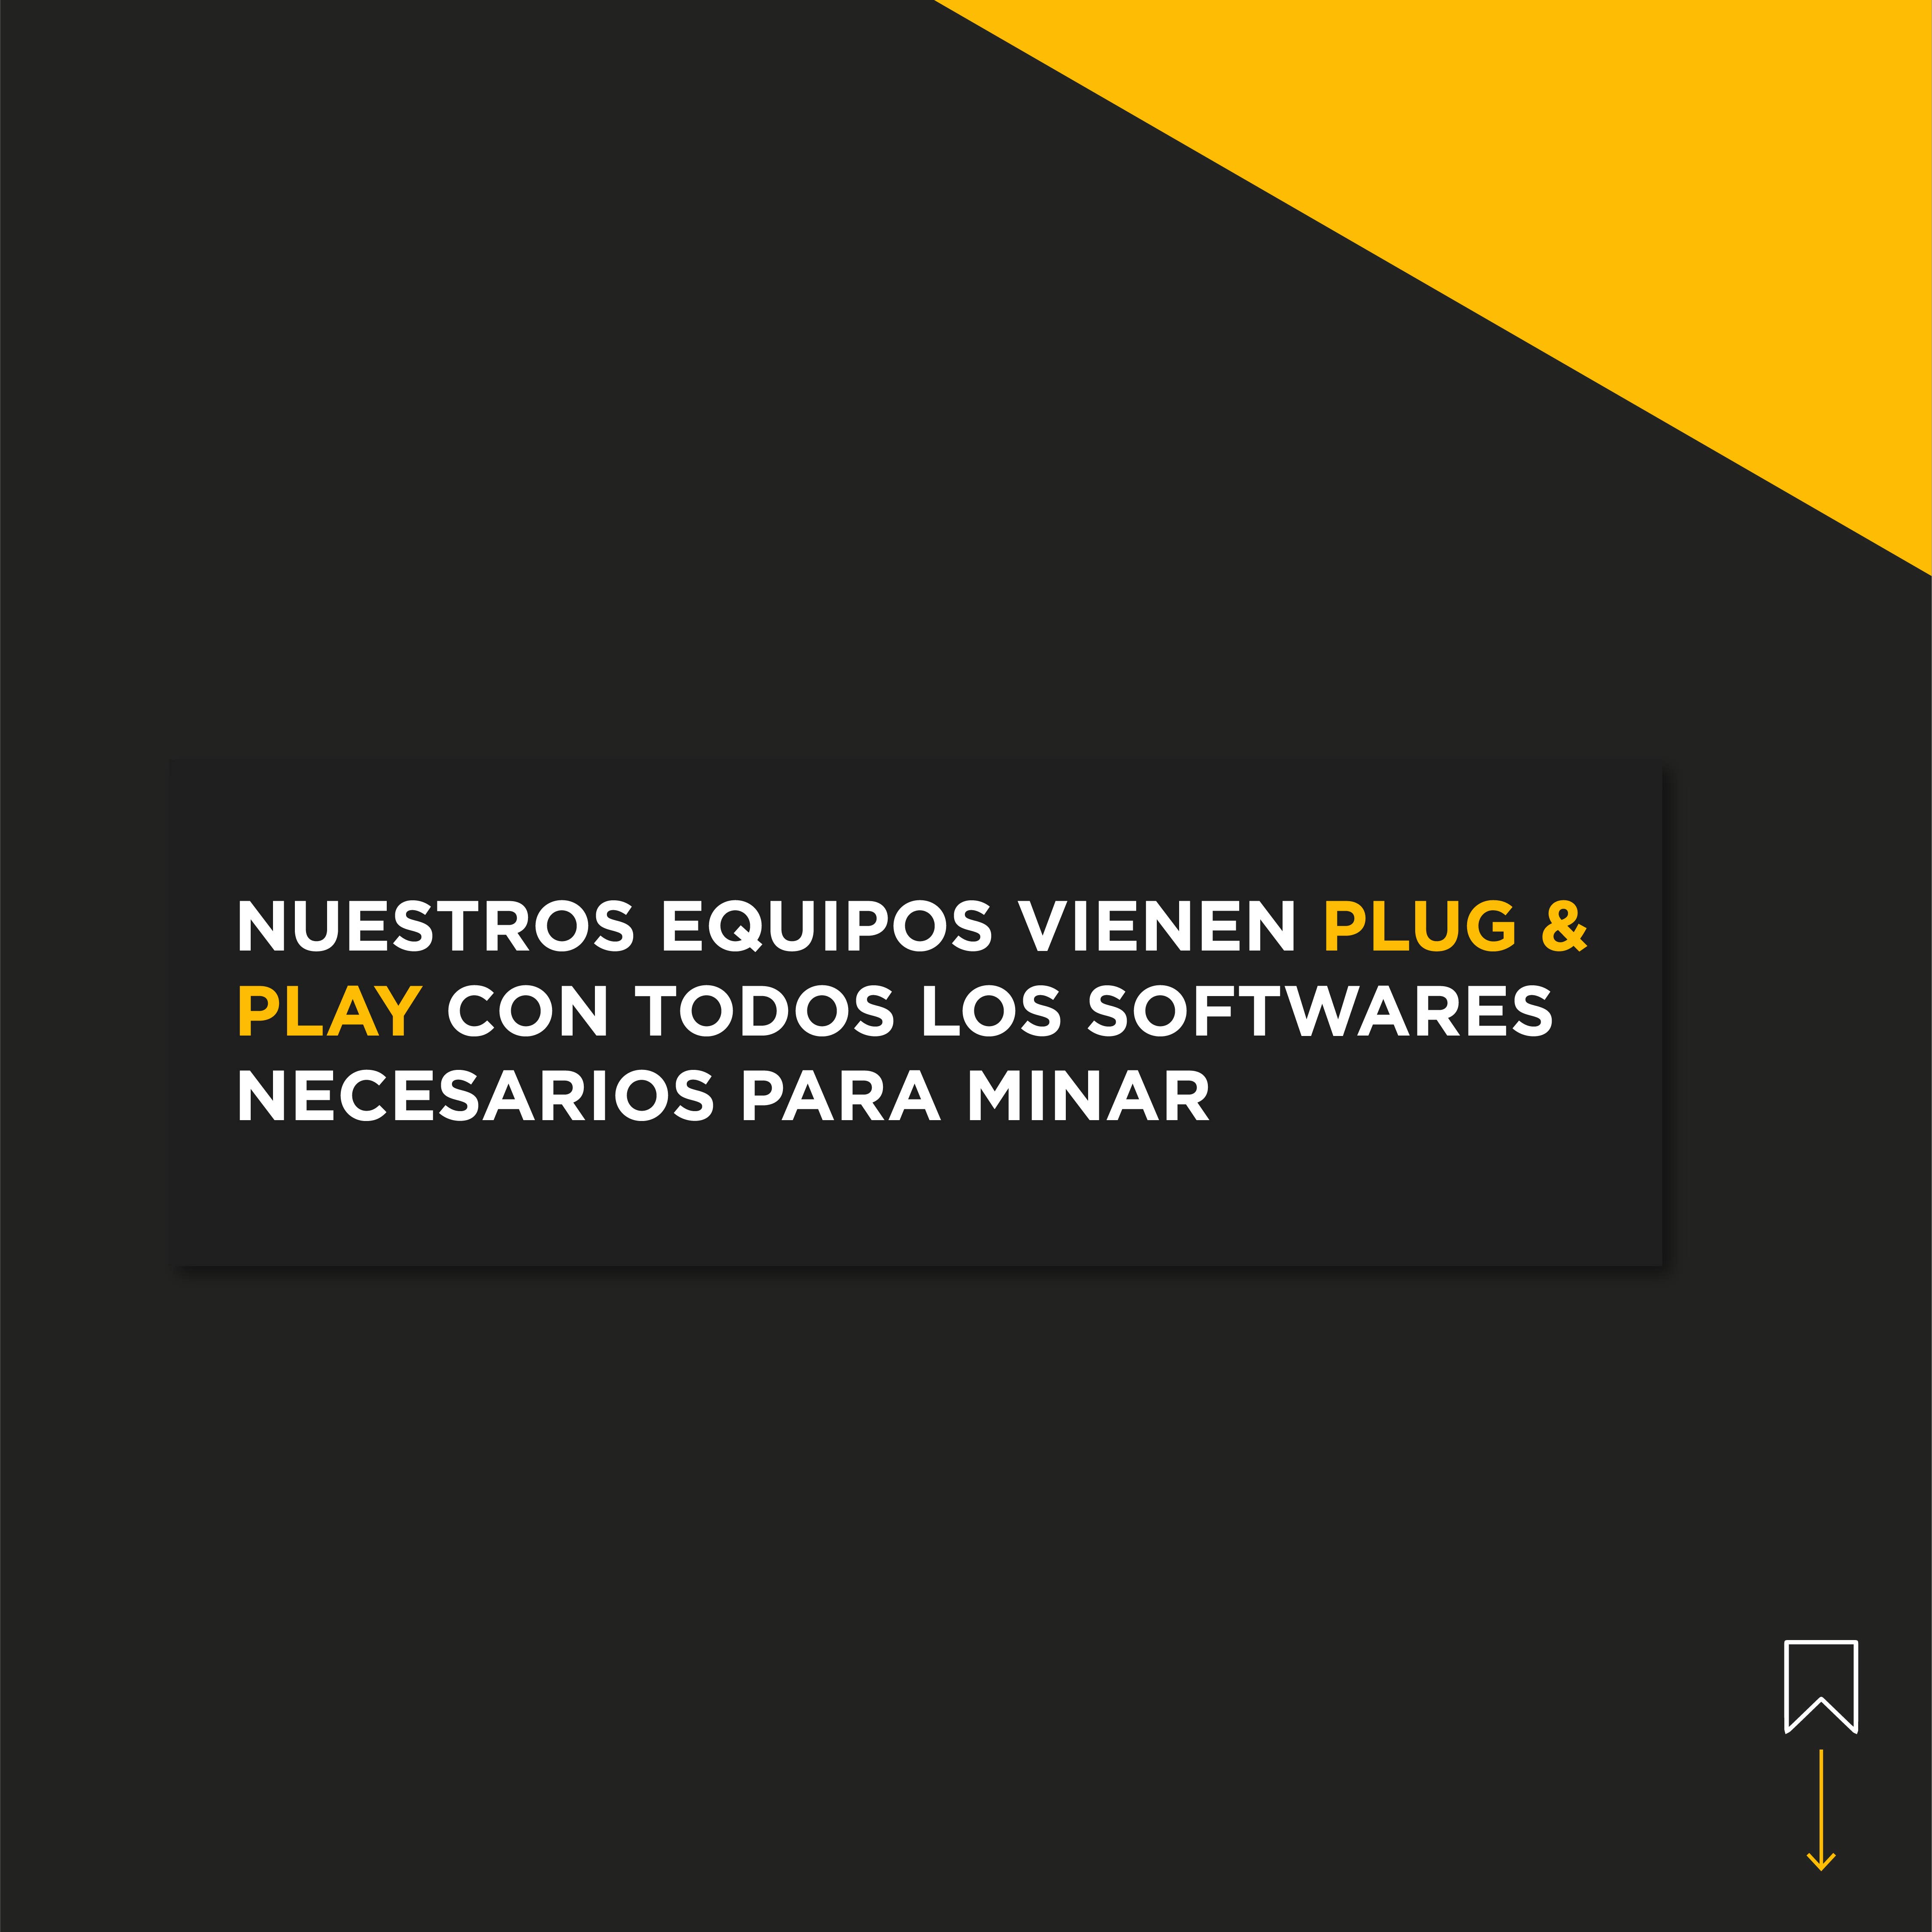 NUESTROS EQUIPOS VIENEN PLUG &
PLAY CON TODOS LOS SOFTWARES
NECESARIOS PARA MINAR